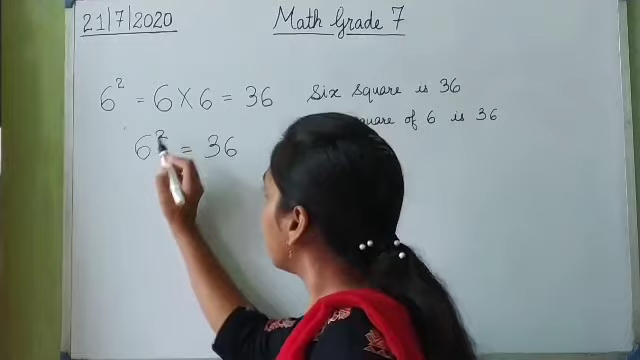 21/7/2020
Math Grade 7
6² = 6 × 6 = 36
Six square is 36
of 6 is 36
6² = 36